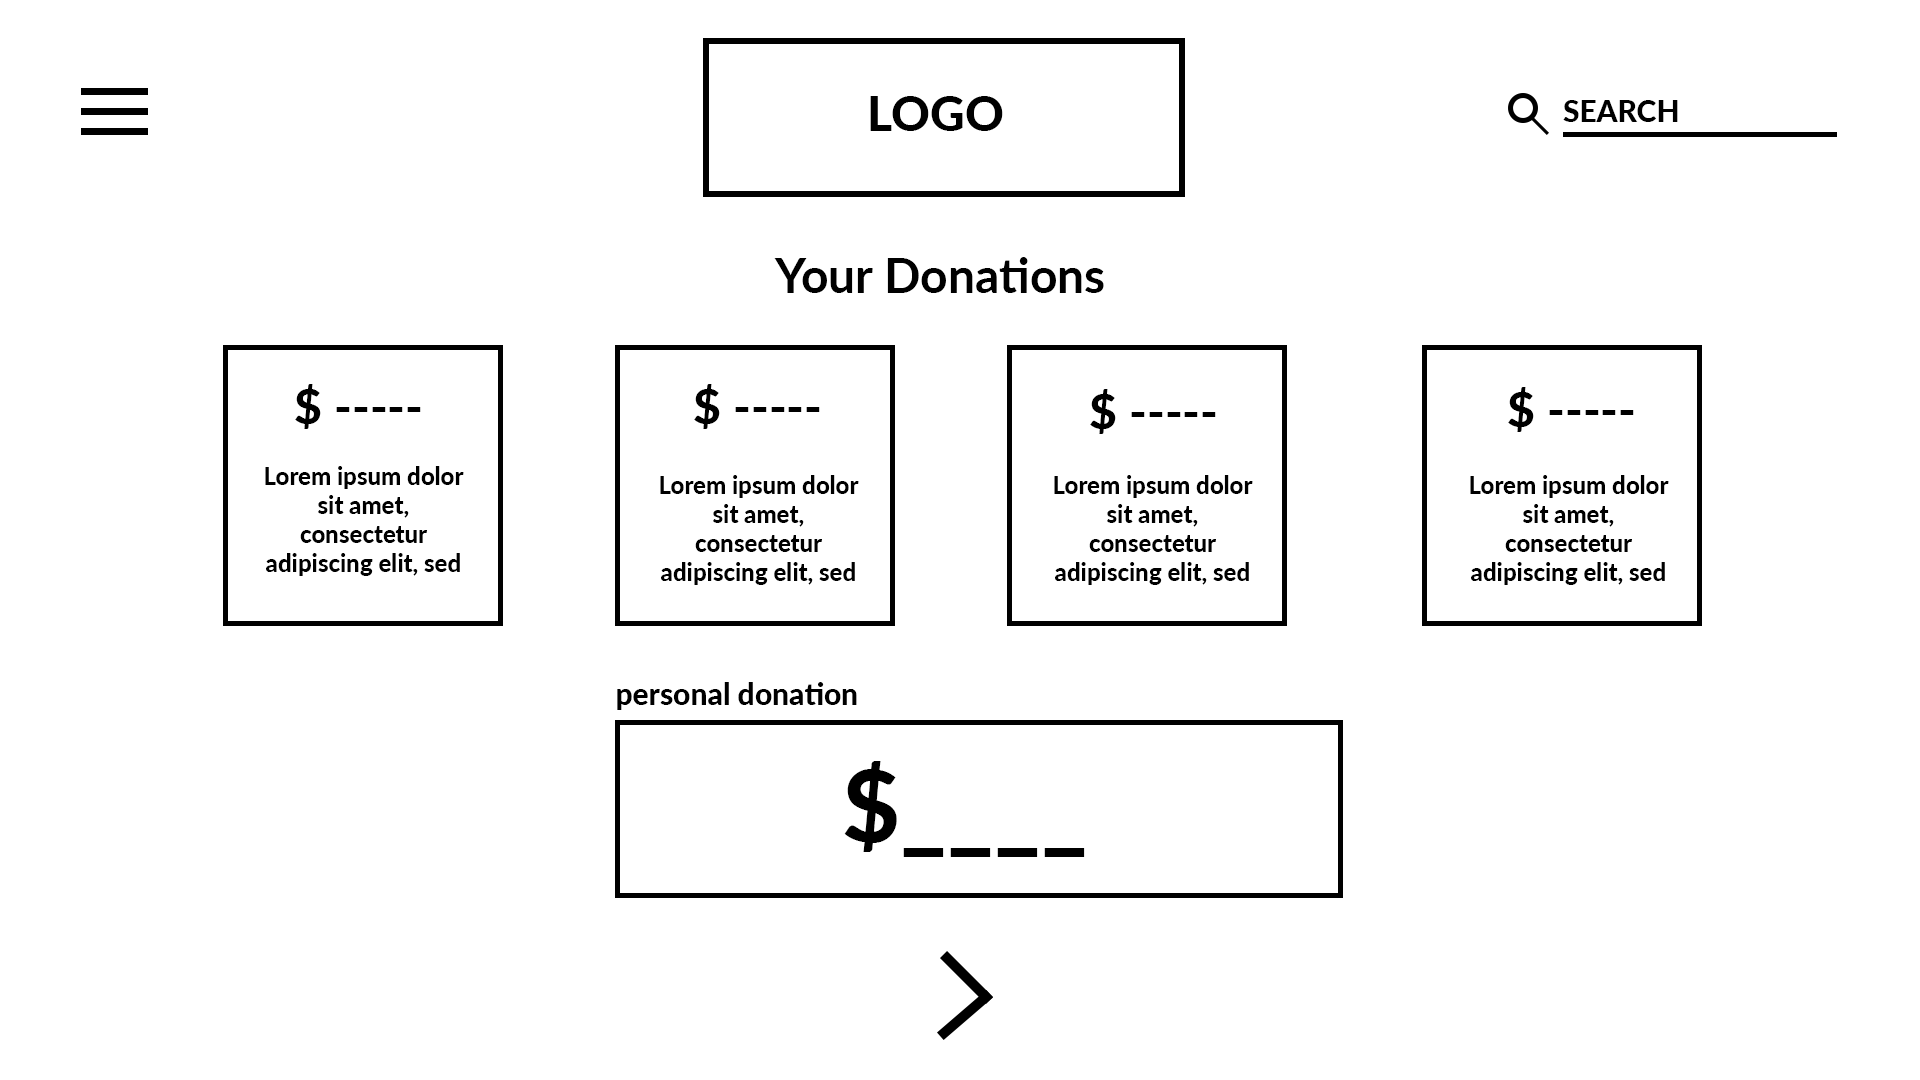 LOGO
SEARCH
Your Donations
$ -----
Lorem ipsum dolor
sit amet,
consectetur
adipiscing elit, sed
$ -----
Lorem ipsum dolor
sit amet,
consectetur
adipiscing elit, sed
$ -----
Lorem ipsum dolor
sit amet,
consectetur
adipiscing elit, sed
$ -----
Lorem ipsum dolor
sit amet,
consectetur
adipiscing elit, sed
personal donation
$____